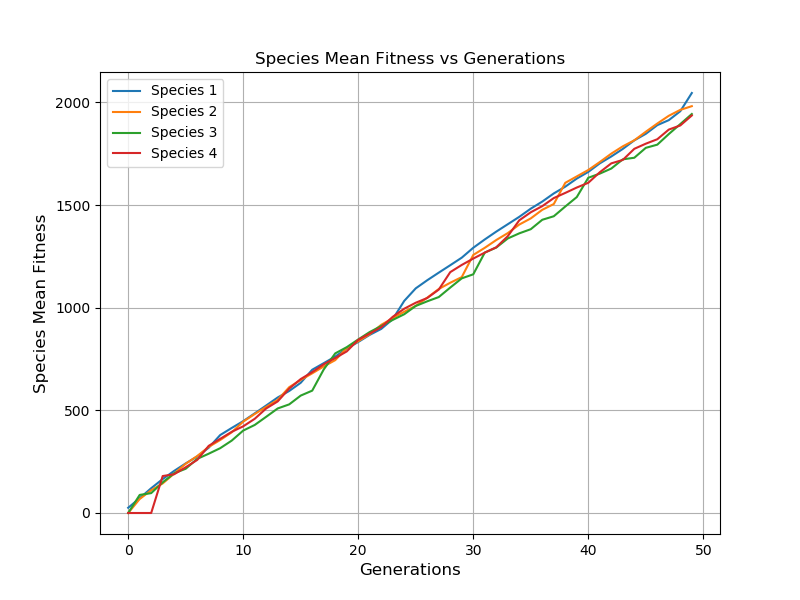 Species Mean Fitness vs Generations
Species 1
Species 2
Species 3
Species 4
Species Mean Fitness
2000
1500
1000
500
0
0 10 20 30 40 50
Generations